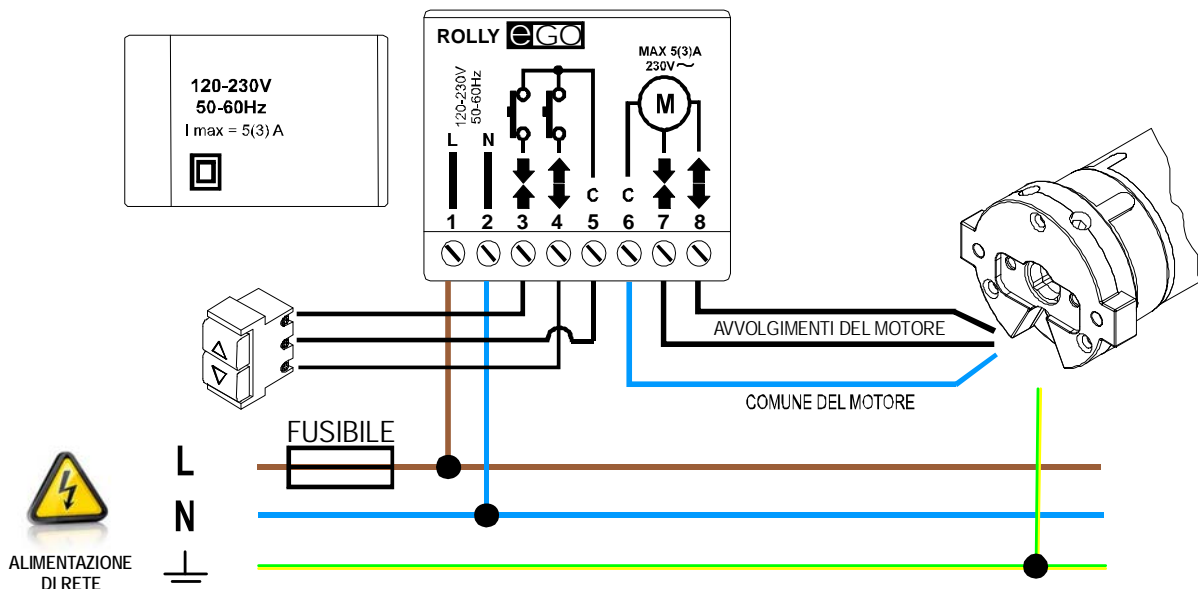 ROLLY eGO
120-230V
50-60Hz
I max = 5(3) A
120-230V
50-60Hz
MAX 5(3)A
230V~
M
L
N
C
C
1 2 3 4 5 6 7 8
AVVOLGIMENTI DEL MOTORE
COMUNE DEL MOTORE
FUSIBILE
L
N
ALIMENTAZIONE
DI RETE